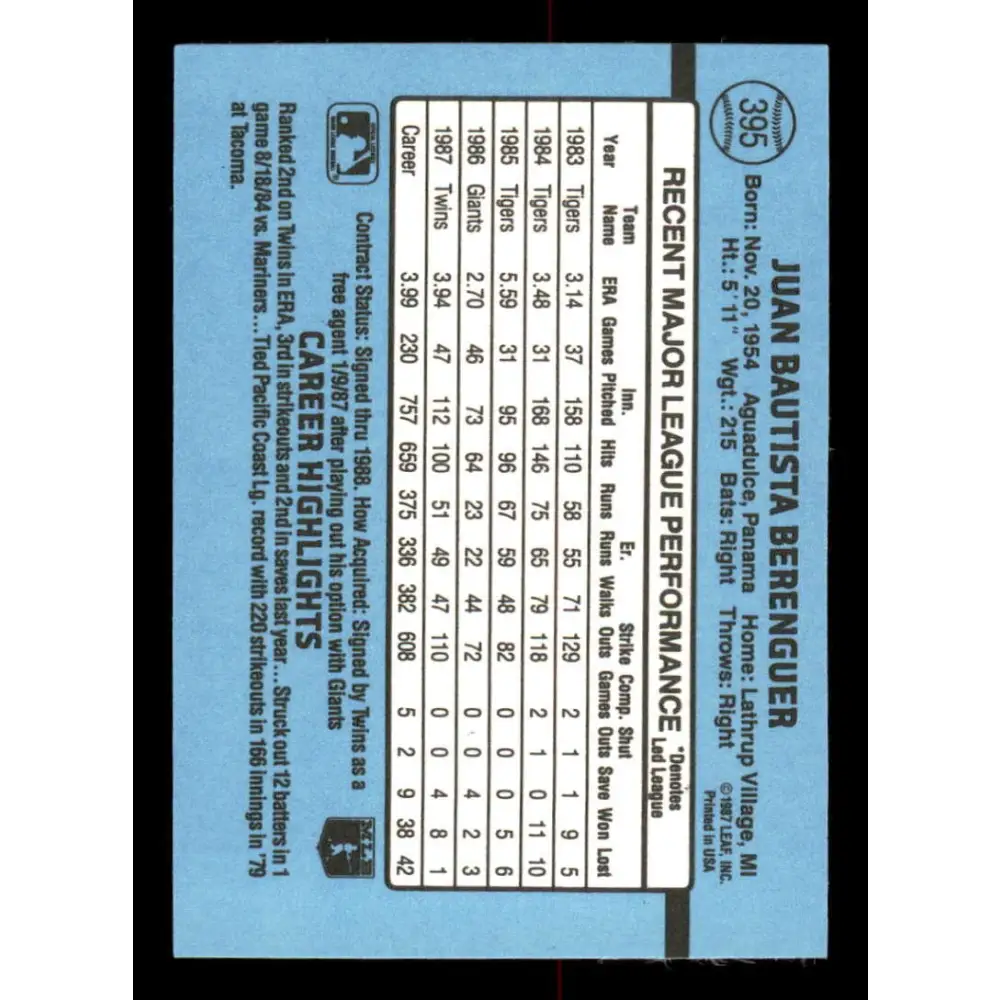 395
JUAN BAUTISTA BERENGUER
Born: Nov. 20, 1954 Aguadulce, Panama Home: Lathrup Village, MI
Ht.: 5'11" Wgt.: 215 Bats: Right Throws: Right
©1987 LEAF, INC.
Printed in USA
RECENT MAJOR LEAGUE PERFORMANCE
*Denotes
Led League
Team Inn. Er. Strike Comp. Shut
Year Name ERA Games Pitched Hits Runs Runs Walks Outs Games Outs Save Won Lost
1983 Tigers 3.14 37 158 110 58 55 71 129 2 1 1 9 5
1984 Tigers 3.48 31 168 146 75 65 79 118 2 1 0 11 10
1985 Tigers 5.59 31 95 96 67 59 48 82 0 0 0 5 6
1986 Giants 2.70 46 73 64 23 22 44 72 0 0 4 2 3
1987 Twins 3.94 47 112 100 51 49 47 110 0 0 4 8 1
Career 3.99 230 757 659 375 336 382 608 5 2 9 38 42
Contract Status: Signed thru 1988. How Acquired: Signed by Twins as a
free agent 1/9/87 after playing out his option with Giants
MLB
CAREER HIGHLIGHTS
Ranked 2nd on Twins in ERA, 3rd in strikeouts and 2nd in saves last year...Struck out 12 batters in 1
game 8/18/84 vs. Mariners...Tied Pacific Coast Lg. record with 220 strikeouts in 166 innings in '79
at Tacoma.